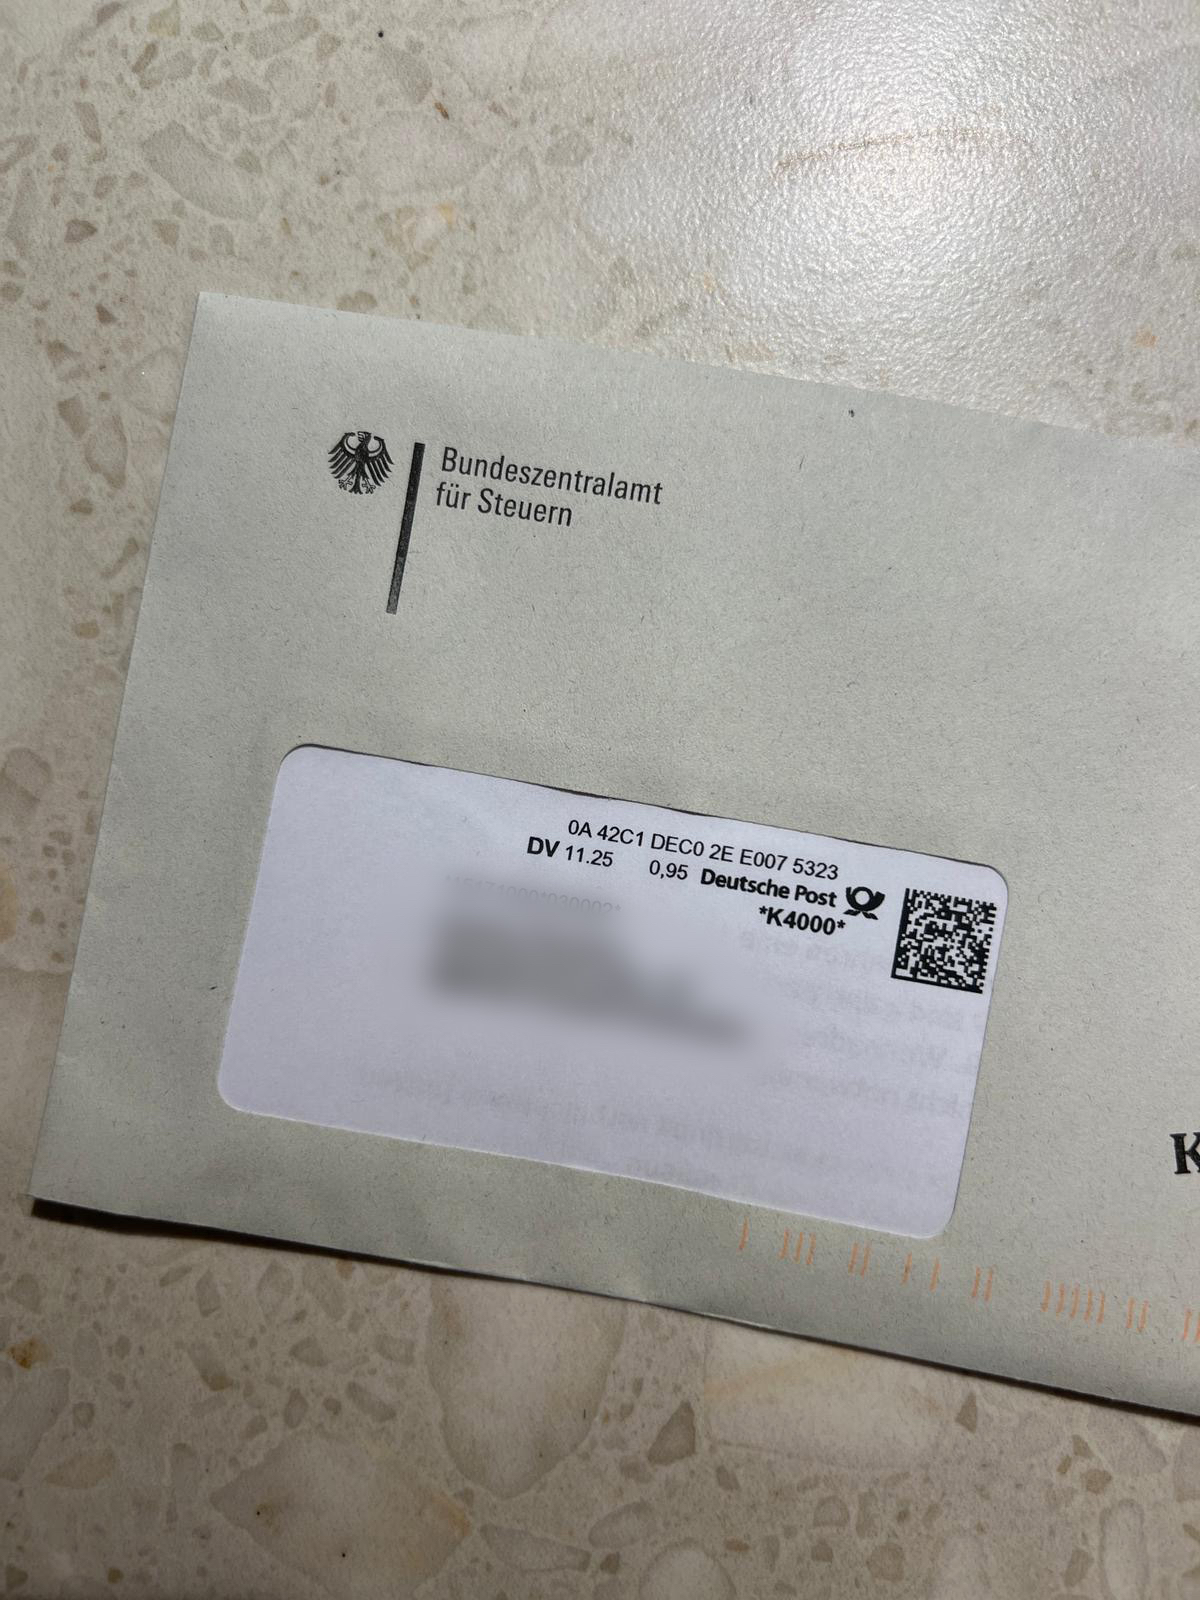 Bundeszentralamt
für Steuern
0A 42C1 DEC0 2E E007 5323
DV 11.25 0,95 Deutsche Post
*K4000*
K